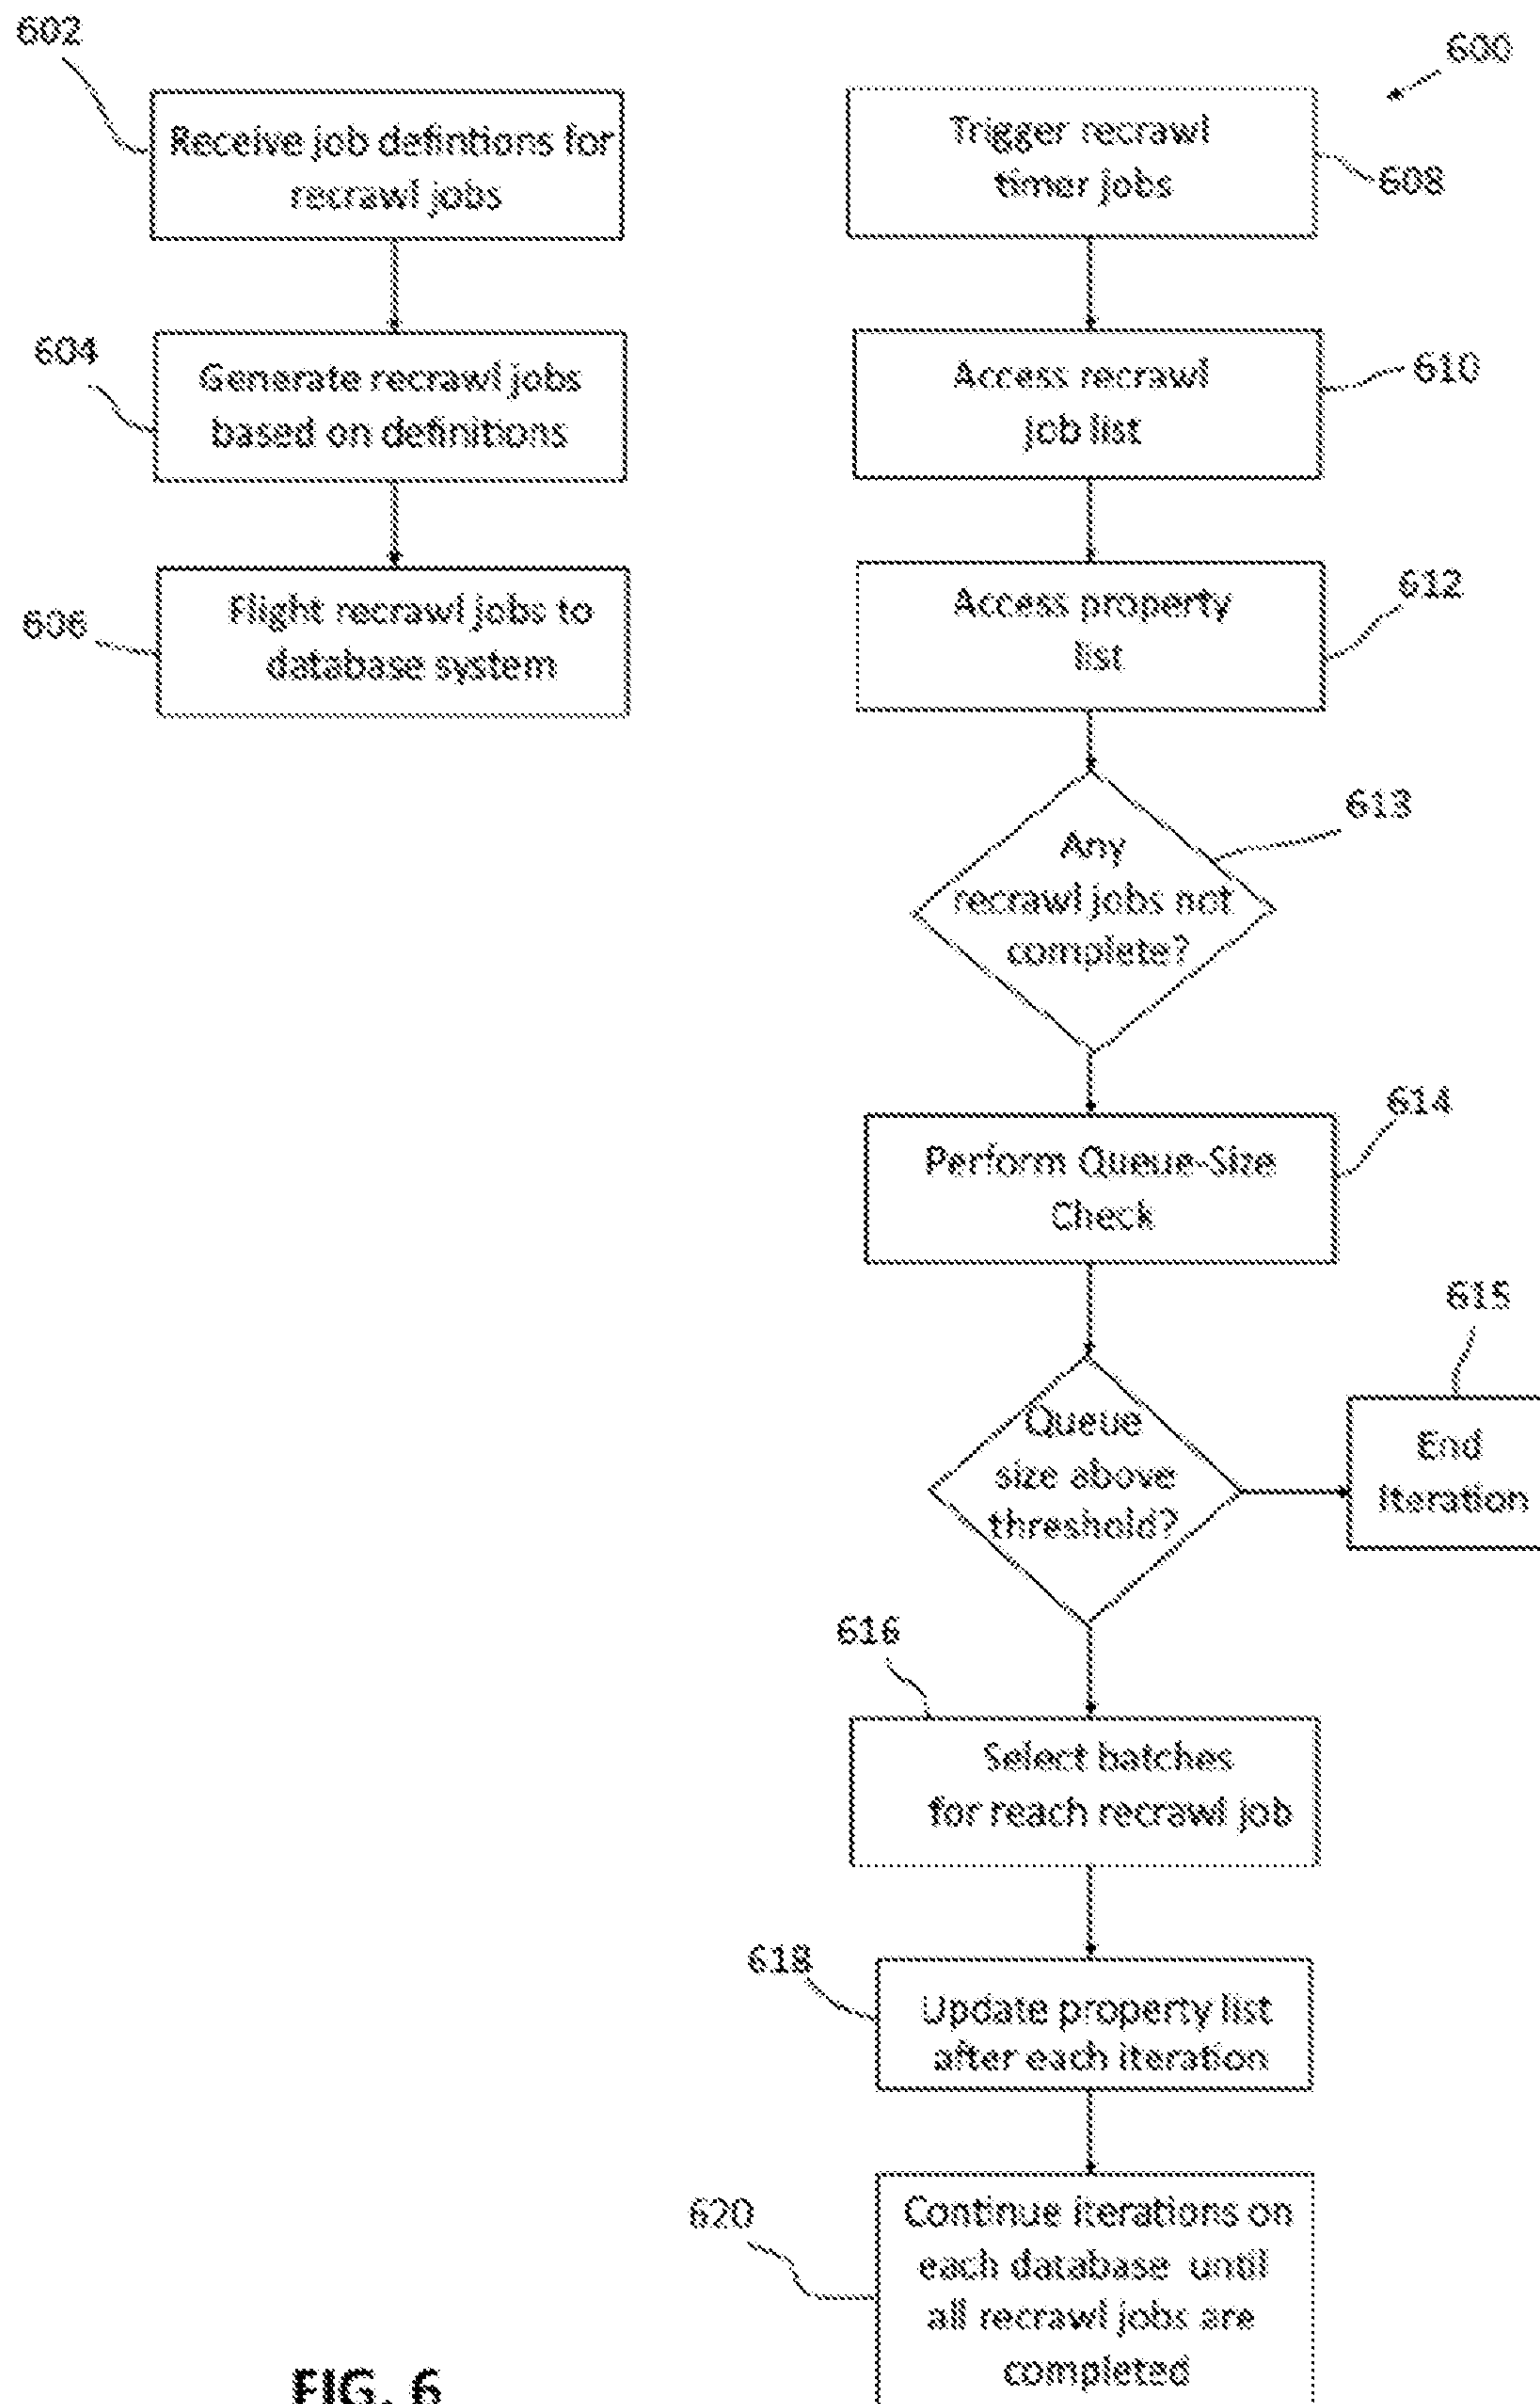 602
Receive job defintions for
recrawl jobs
604
Generate recrawl jobs
based on definitions
606
Flight recrawl jobs to
database system
600
Trigger recrawl
timer jobs
608
Access recrawl
job list
610
Access property
list
612
Any
recrawl jobs not
complete?
613
Perform Queue-Size
Check
614
Queue
size above
threshold?
615
End
Iteration
616
Select batches
for reach recrawl job
618
Update property list
after each iteration
620
Continue iterations on
each database until
all recrawl jobs are
completed
FIG. 6